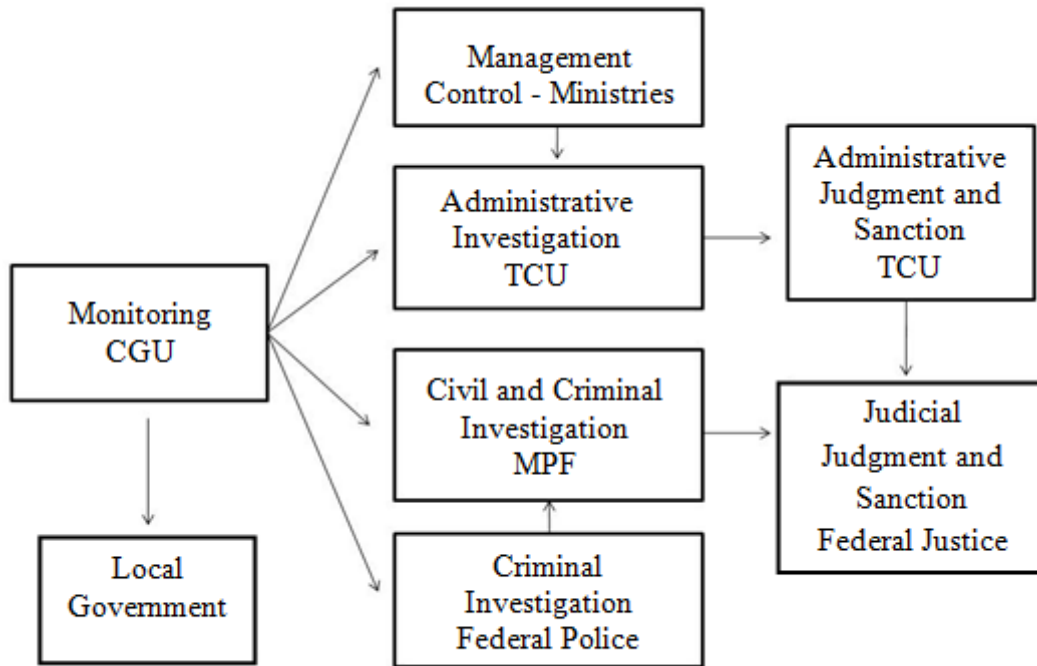 Management
Control - Ministries
Administrative
Investigation
TCU
Administrative
Judgment and
Sanction
TCU
Monitoring
CGU
Civil and Criminal
Investigation
MPF
Judicial
Judgment and
Sanction
Federal Justice
Local
Government
Criminal
Investigation
Federal Police